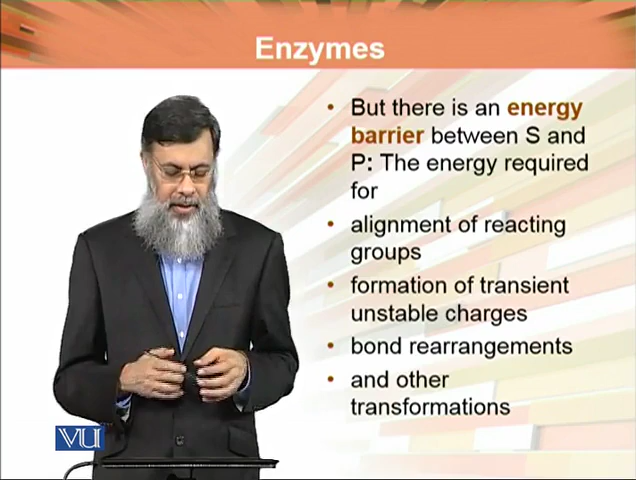 Enzymes
• But there is an energy
barrier between S and
P: The energy required
for
• alignment of reacting
groups
• formation of transient
unstable charges
• bond rearrangements
• and other
transformations
VU